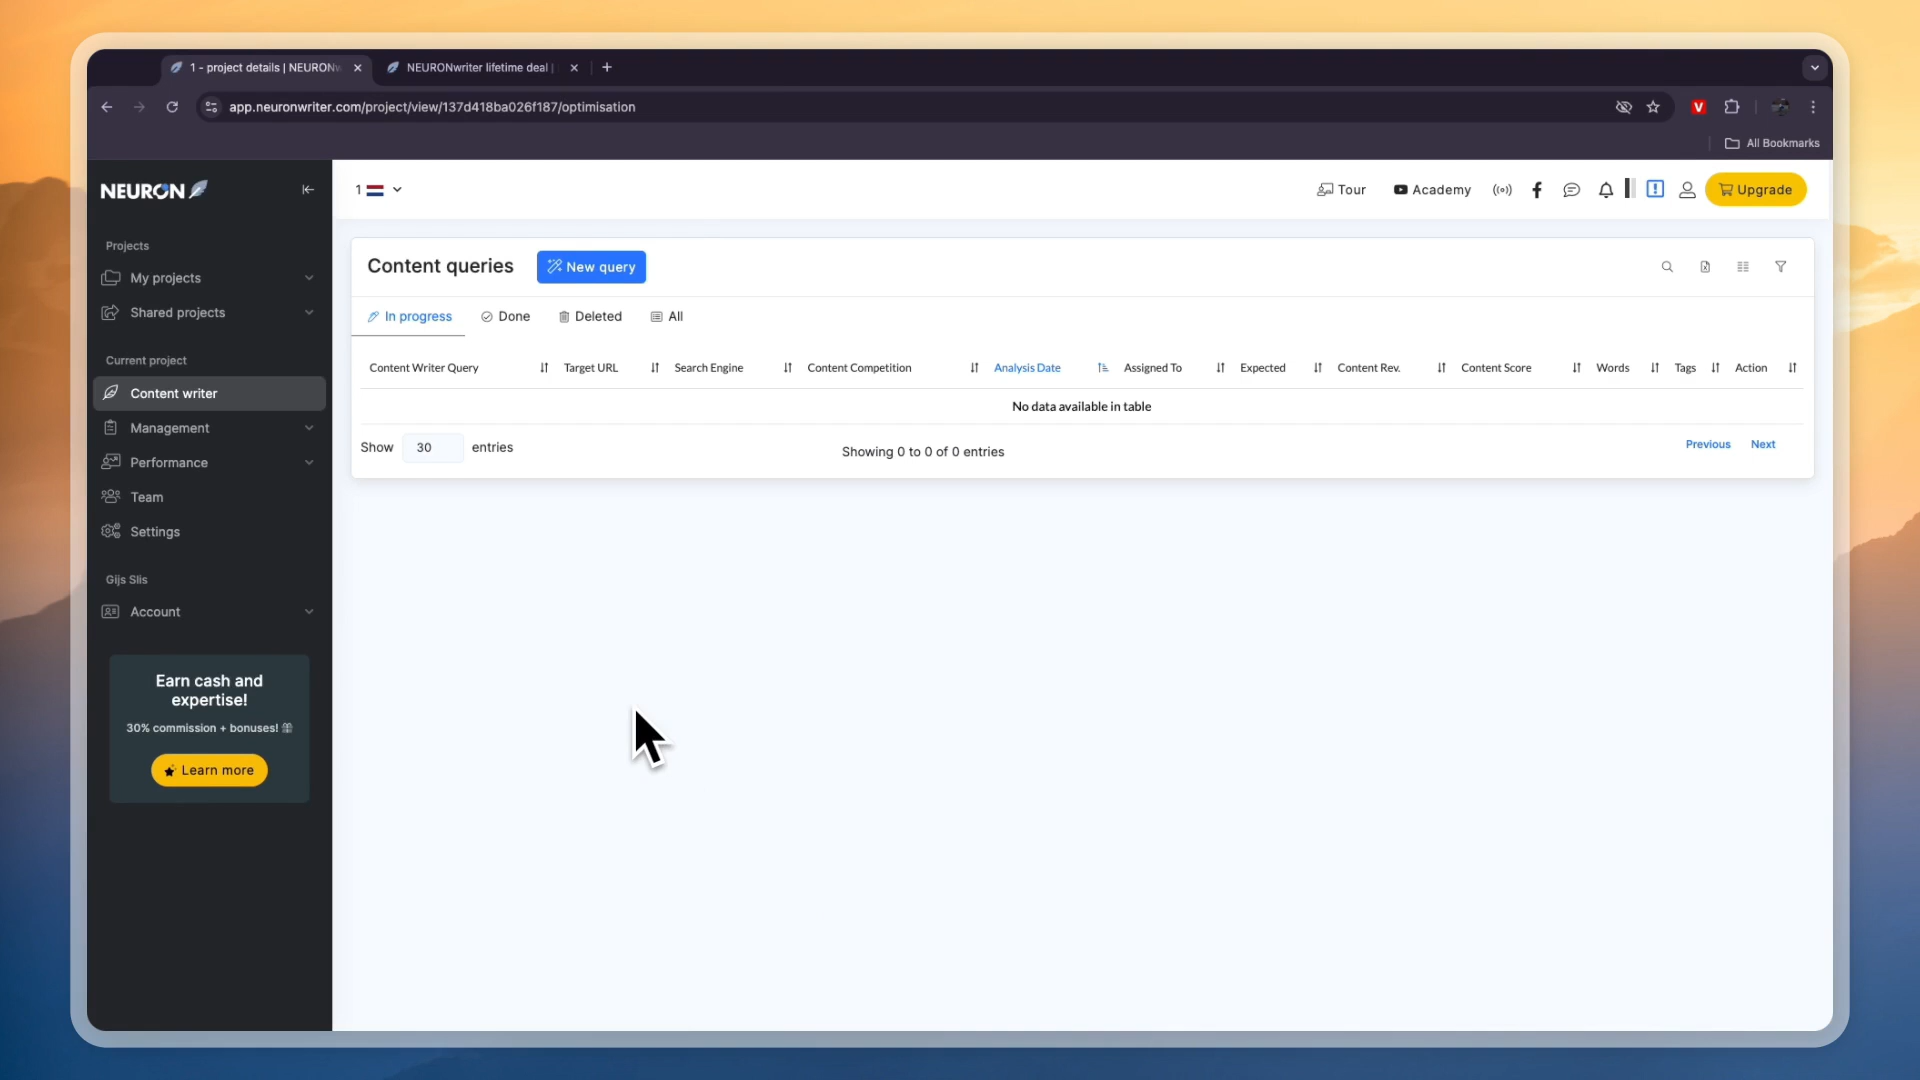 1 - project details | NEURONw
NEURONwriter lifetime deal |
app.neuronwriter.com/project/view/137d418ba026f187/optimisation
V
All Bookmarks
NEURON
1
Tour
Academy
Upgrade
Projects
My projects
Shared projects
Current project
Content writer
Management
Performance
Team
Settings
Gijs Slis
Account
Earn cash and
expertise!
30% commission + bonuses!
Learn more
Content queries
New query
In progress
Done
Deleted
All
Content Writer Query Target URL Search Engine Content Competition Analysis Date Assigned To Expected Content Rev. Content Score Words Tags Action
No data available in table
Show 30 entries
Showing 0 to 0 of 0 entries
Previous Next